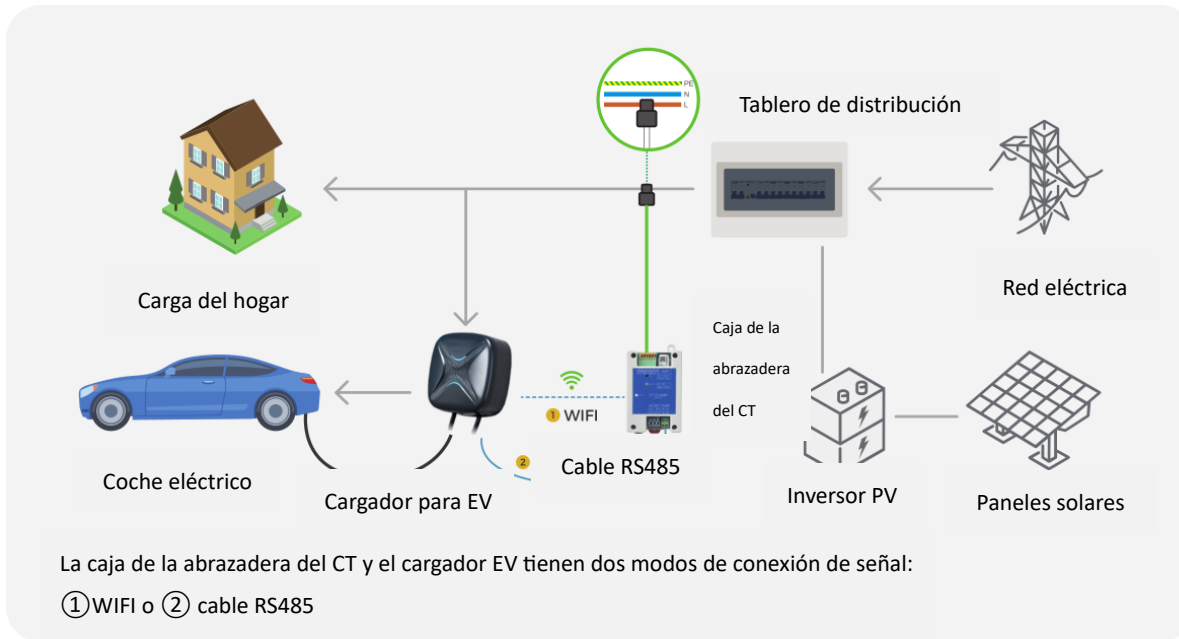 PE
N
L
Tablero de distribución
Carga del hogar
Red eléctrica
Caja de la
abrazadera
del CT
① WIFI
②
Cable RS485
Coche eléctrico
Cargador para EV
Inversor PV
Paneles solares
La caja de la abrazadera del CT y el cargador EV tienen dos modos de conexión de señal:
①WIFI o ② cable RS485